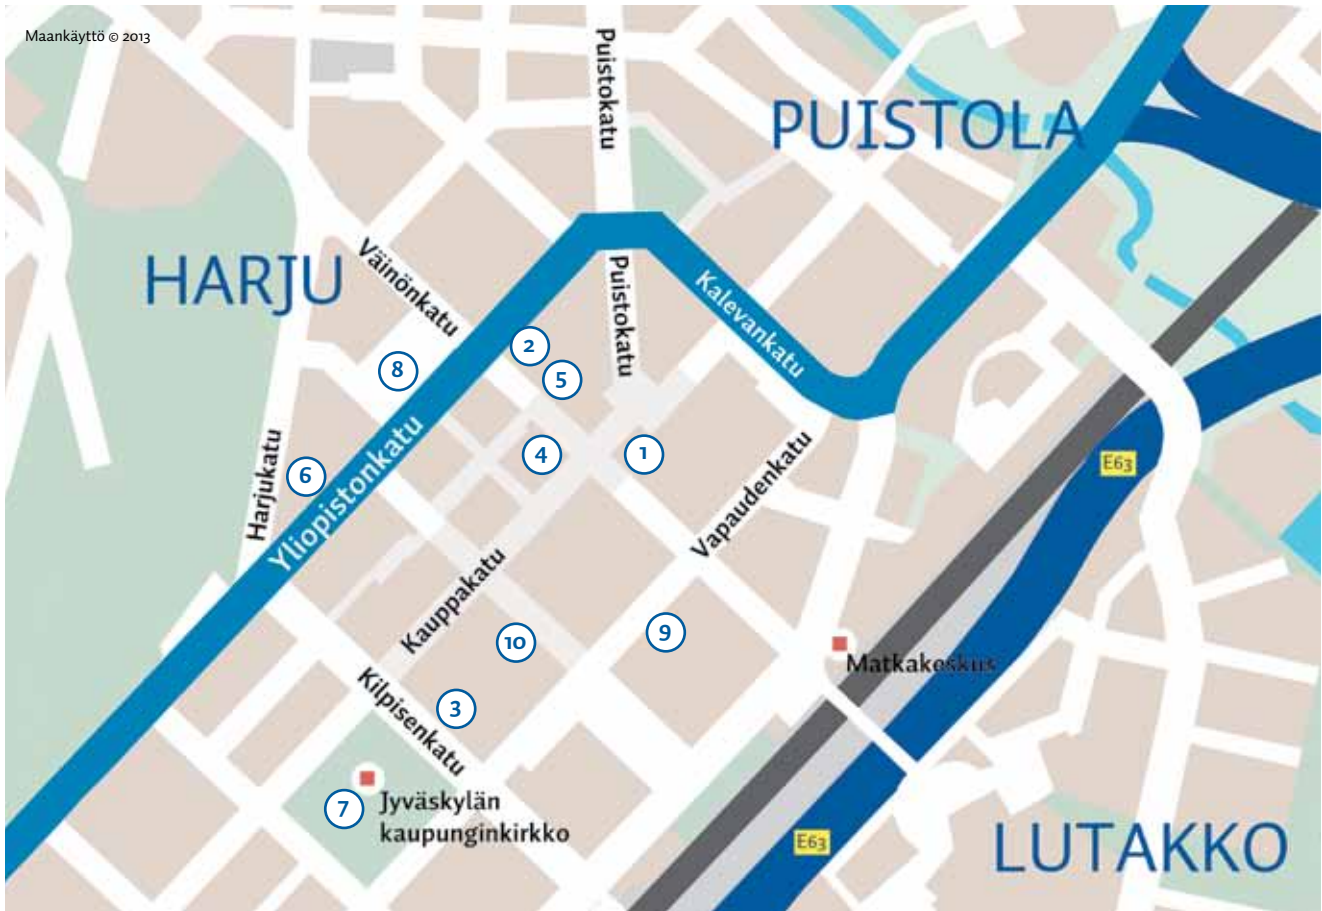 Maankäyttö © 2013
Puistokatu
PUISTOLA
HARJU
Väinönkatu
Puistokatu
Kalevankatu
2
8
5
Harjukatu
6
Yliopistonkatu
4
1
Vapaudenkatu
E63
Kauppakatu
10
9
Matkakeskus
Kilpisenkatu
3
7
Jyväskylän
kaupunginkirkko
E63
LUTAKKO